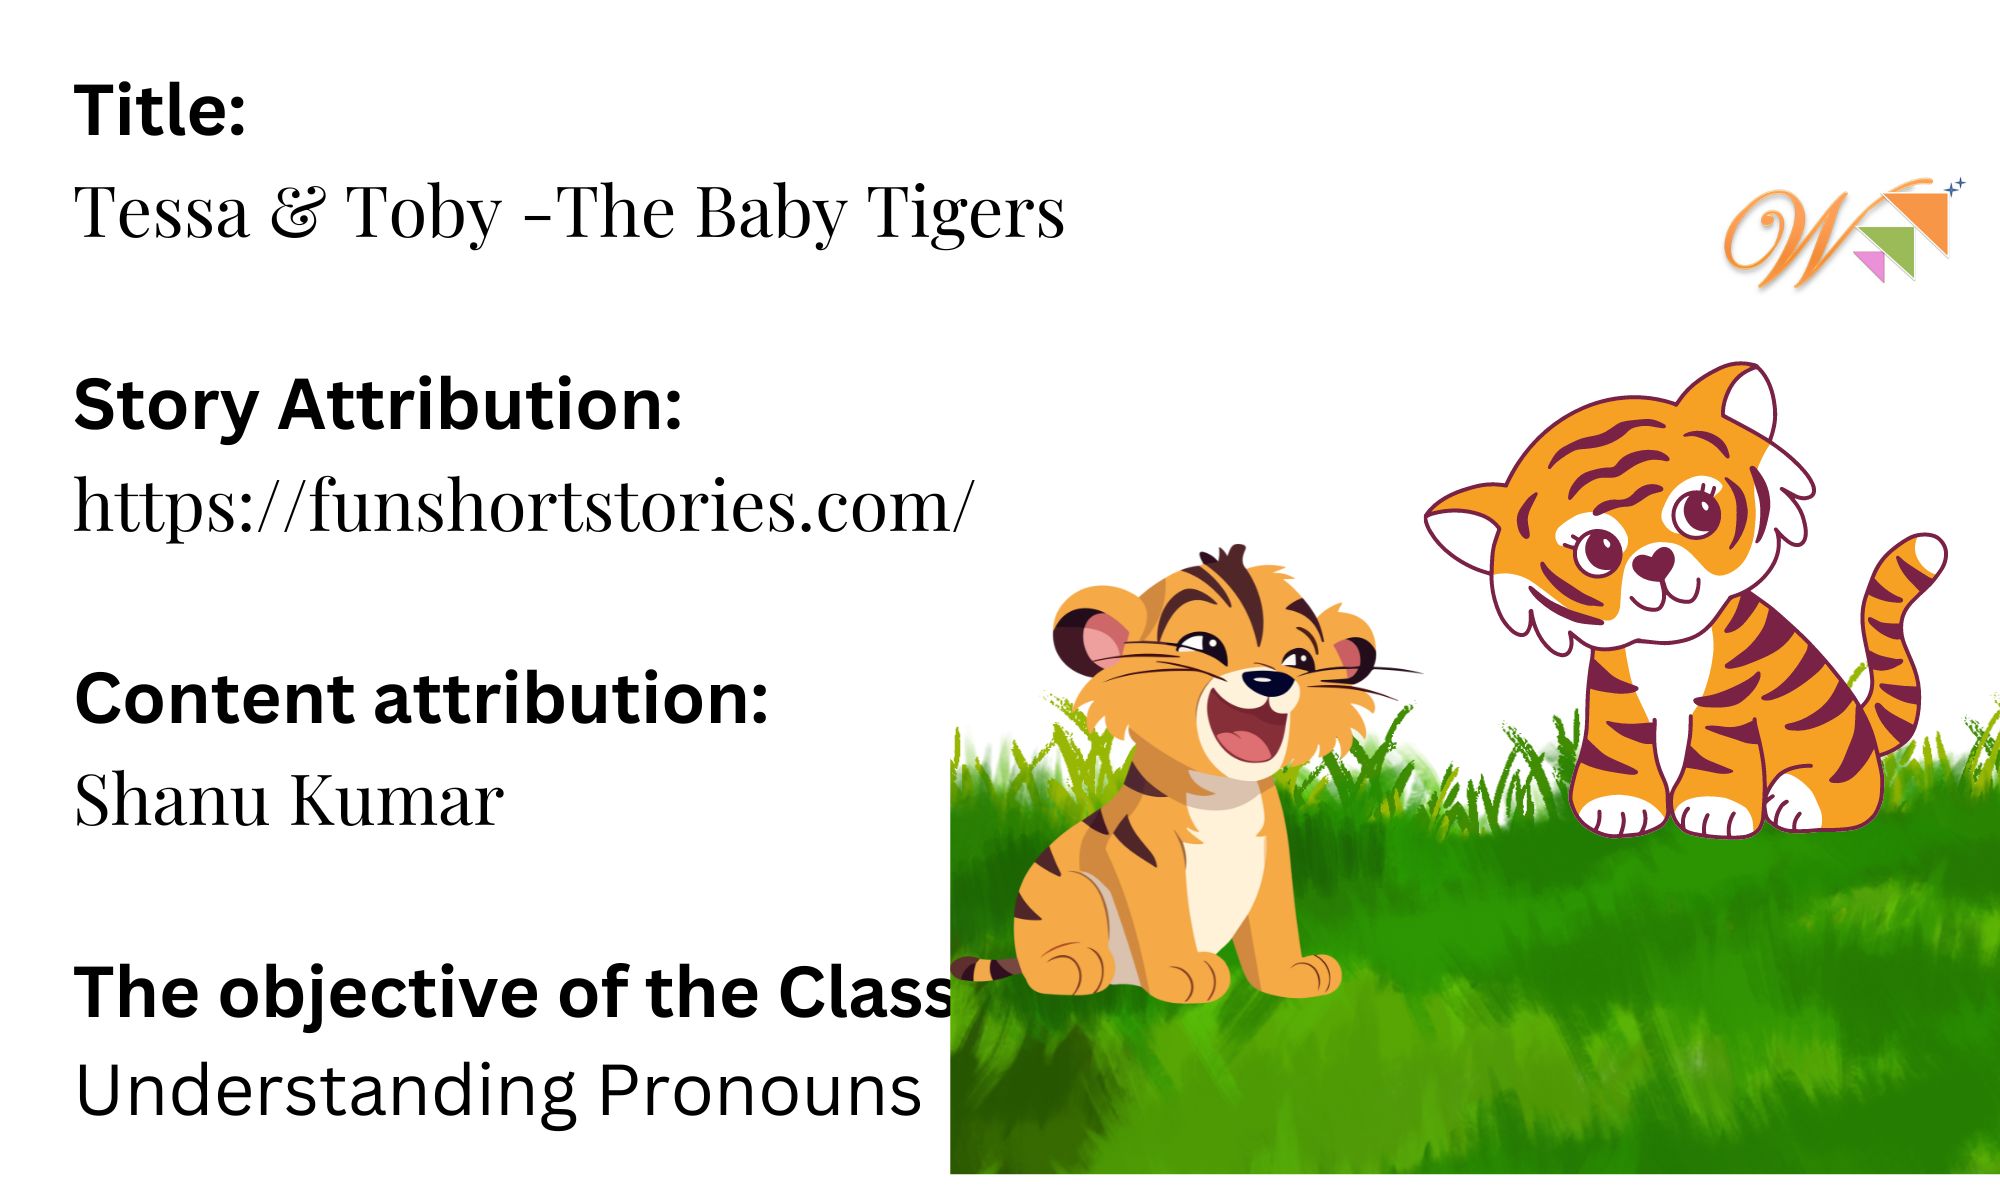 Title:
Tessa & Toby -The Baby Tigers
W
Story Attribution:
https://funshortstories.com/
Content attribution:
Shanu Kumar
The objective of the Class
Understanding Pronouns